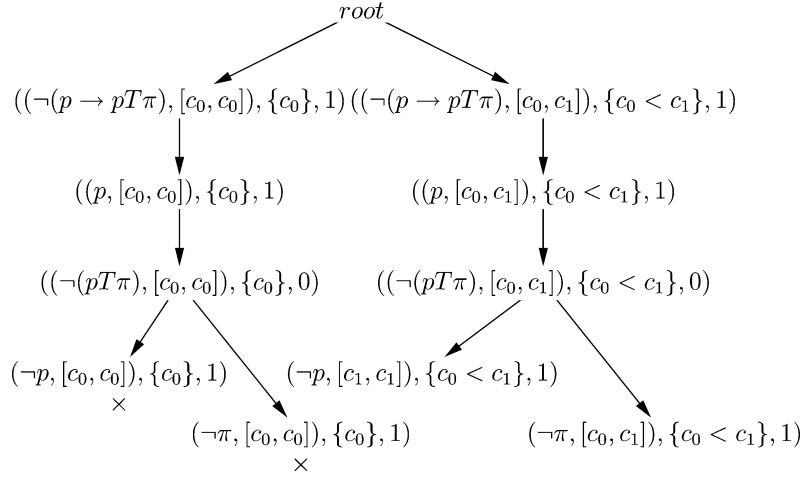 root
((¬(p → pTπ), [c₀, c₀]), {c₀}, 1) ((¬(p → pTπ), [c₀, c₁]), {c₀ < c₁}, 1)
((p, [c₀, c₀]), {c₀}, 1) ((p, [c₀, c₁]), {c₀ < c₁}, 1)
((¬(pTπ), [c₀, c₀]), {c₀}, 0) ((¬(pTπ), [c₀, c₁]), {c₀ < c₁}, 0)
(¬p, [c₀, c₀]), {c₀}, 1) (¬p, [c₁, c₁]), {c₀ < c₁}, 1)
×
(¬π, [c₀, c₀]), {c₀}, 1) (¬π, [c₀, c₁]), {c₀ < c₁}, 1)
×